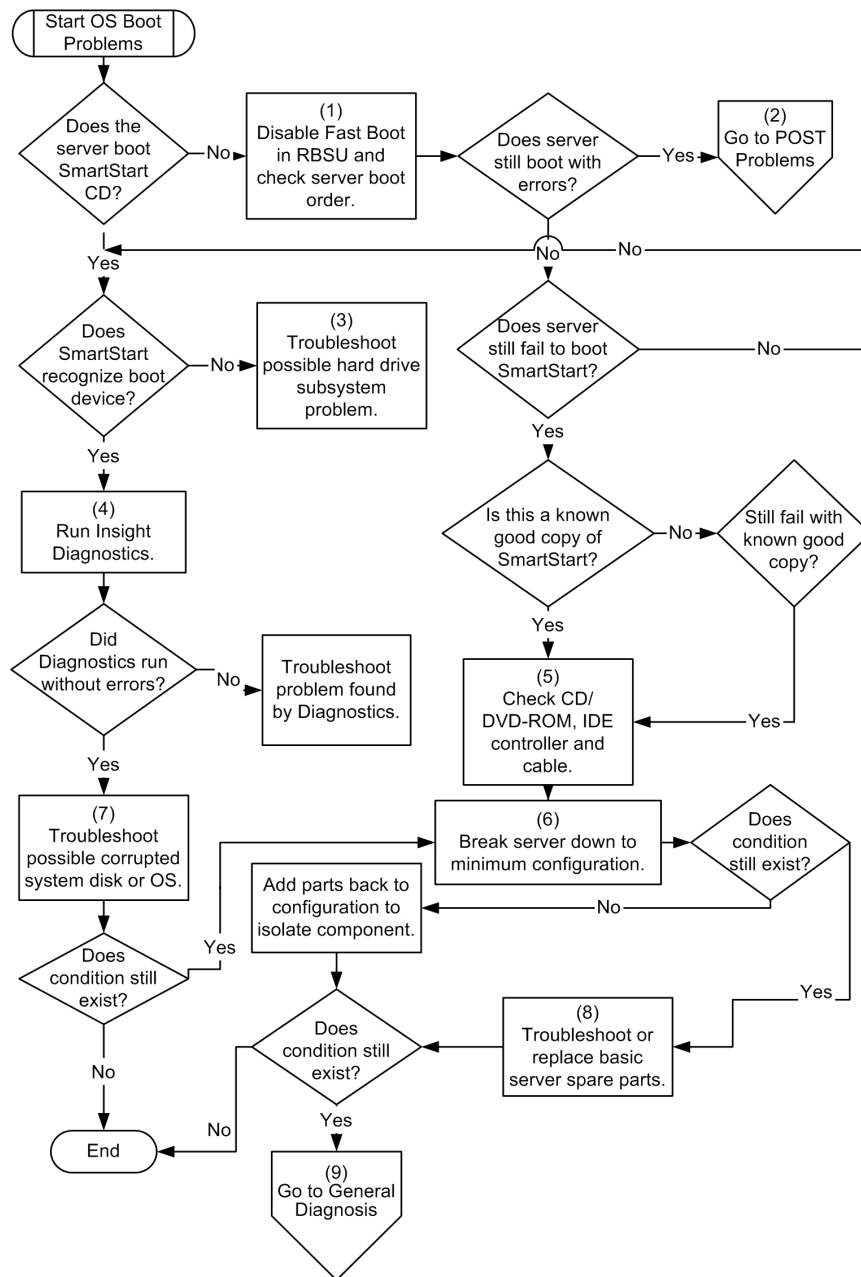 Start OS Boot
Problems
Does the
server boot
SmartStart
CD?
No
(1)
Disable Fast Boot
in RBSU and
check server boot
order.
Does server
still boot with
errors?
Yes
(2)
Go to POST
Problems
Yes
No
No
Does
SmartStart
recognize boot
device?
No
(3)
Troubleshoot
possible hard drive
subsystem
problem.
Does server
still fail to boot
SmartStart?
No
Yes
Yes
(4)
Run Insight
Diagnostics.
Is this a known
good copy of
SmartStart?
No
Still fail with
known good
copy?
Did
Diagnostics run
without errors?
No
Troubleshoot
problem found
by Diagnostics.
Yes
(5)
Check CD/
DVD-ROM, IDE
controller and
cable.
Yes
Yes
(7)
Troubleshoot
possible corrupted
system disk or OS.
(6)
Break server down to
minimum configuration.
Does
condition
still exist?
Add parts back to
configuration to
isolate component.
No
Yes
Does
condition still
exist?
Yes
Does
condition still
exist?
(8)
Troubleshoot or
replace basic
server spare parts.
No
No
Yes
End
(9)
Go to General
Diagnosis